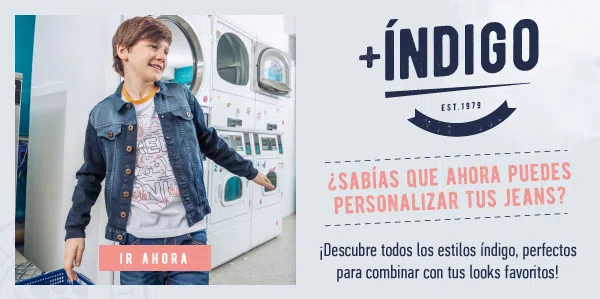 +ÍNDIGO
EST.1979
¿SABÍAS QUE AHORA PUEDES
PERSONALIZAR TUS JEANS?
¡Descubre todos los estilos índigo, perfectos
para combinar con tus looks favoritos!
IR AHORA